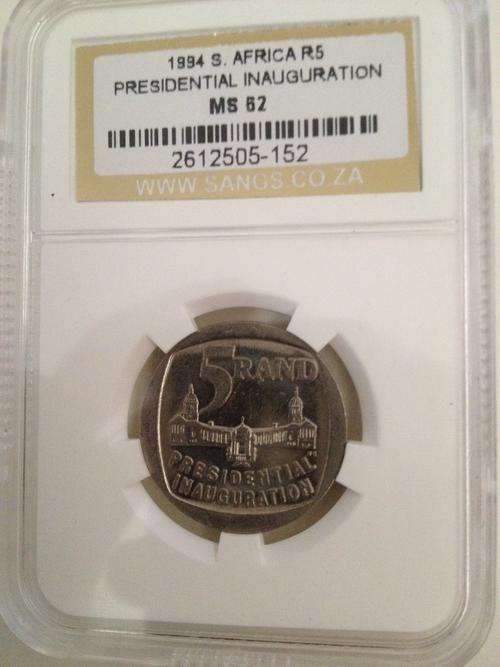 1994 S. AFRICA R5
PRESIDENTIAL INAUGURATION
MS 62
2612505-152
WWW.SANGS.CO.ZA
5 RAND
PRESIDENTIAL
INAUGURATION